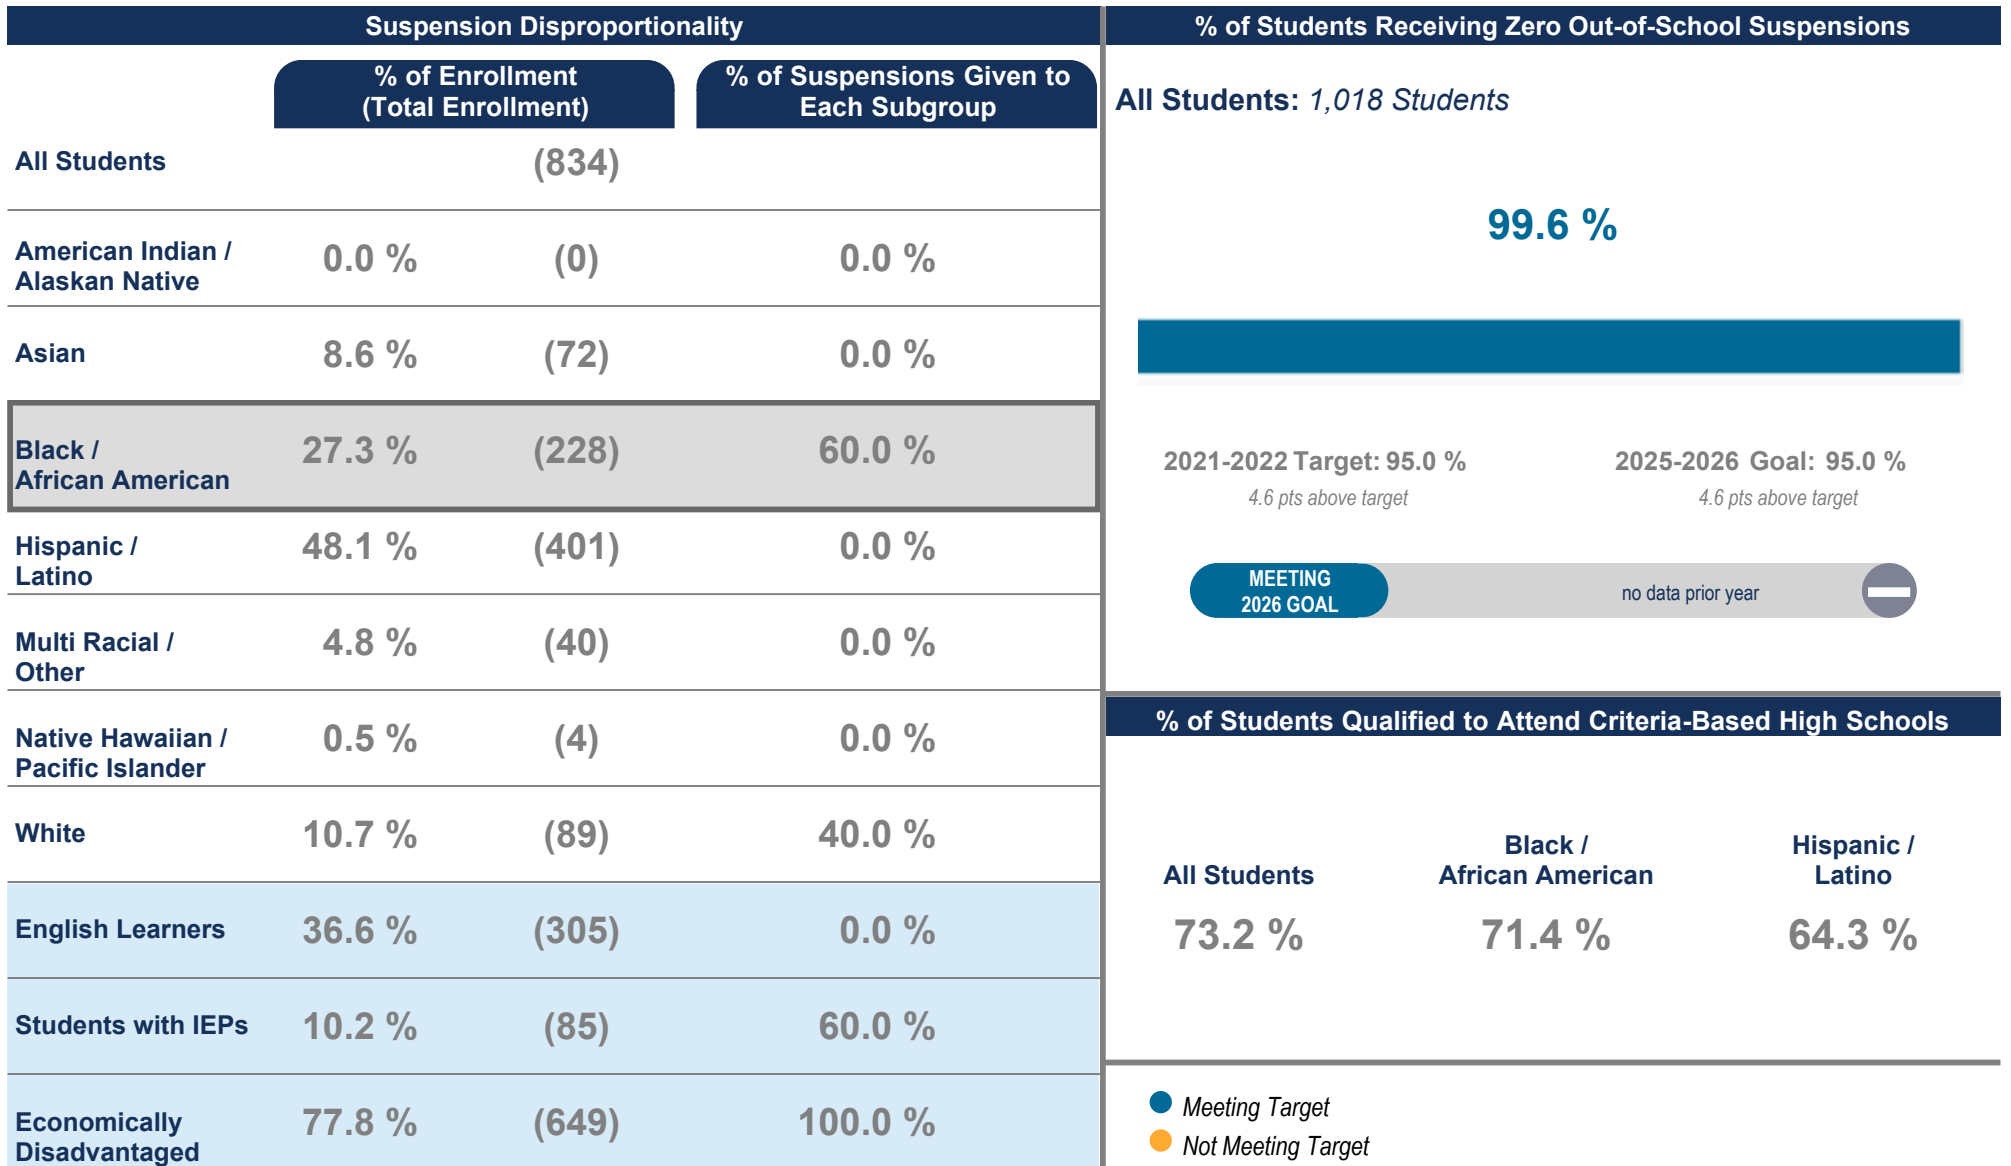 Suspension Disproportionality
% of Enrollment
(Total Enrollment)
% of Suspensions Given to
Each Subgroup
All Students (834)
American Indian /
Alaskan Native
0.0 % (0) 0.0 %
Asian 8.6 % (72) 0.0 %
Black /
African American
27.3 % (228) 60.0 %
Hispanic /
Latino
48.1 % (401) 0.0 %
Multi Racial /
Other
4.8 % (40) 0.0 %
Native Hawaiian /
Pacific Islander
0.5 % (4) 0.0 %
White 10.7 % (89) 40.0 %
English Learners 36.6 % (305) 0.0 %
Students with IEPs 10.2 % (85) 60.0 %
Economically
Disadvantaged
77.8 % (649) 100.0 %
% of Students Receiving Zero Out-of-School Suspensions
All Students: 1,018 Students
99.6 %
2021-2022 Target: 95.0 %
4.6 pts above target
2025-2026 Goal: 95.0 %
4.6 pts above target
MEETING
2026 GOAL
no data prior year
% of Students Qualified to Attend Criteria-Based High Schools
All Students
73.2 %
Black /
African American
71.4 %
Hispanic /
Latino
64.3 %
Meeting Target
Not Meeting Target